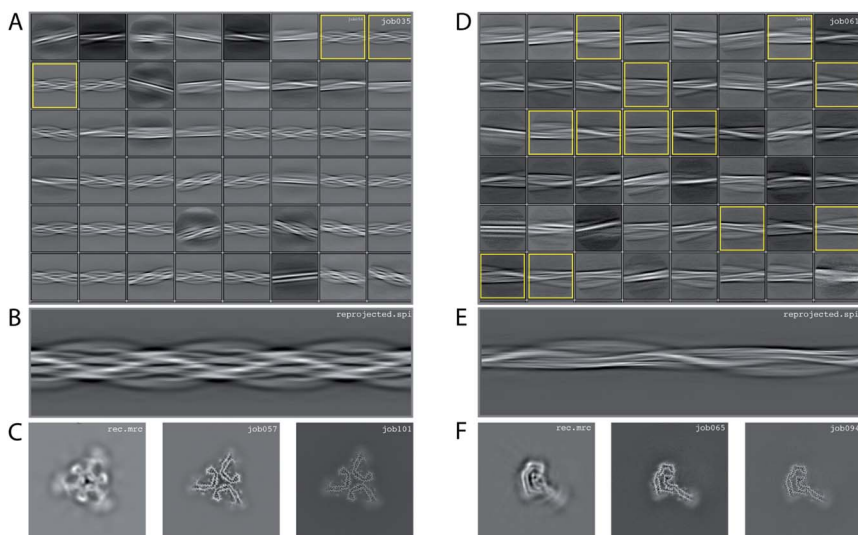 A
job035
D
job061
B
reprojected.spi
E
reprojected.spi
C
rec.mrc
job057
job101
F
rec.mrc
job065
job094